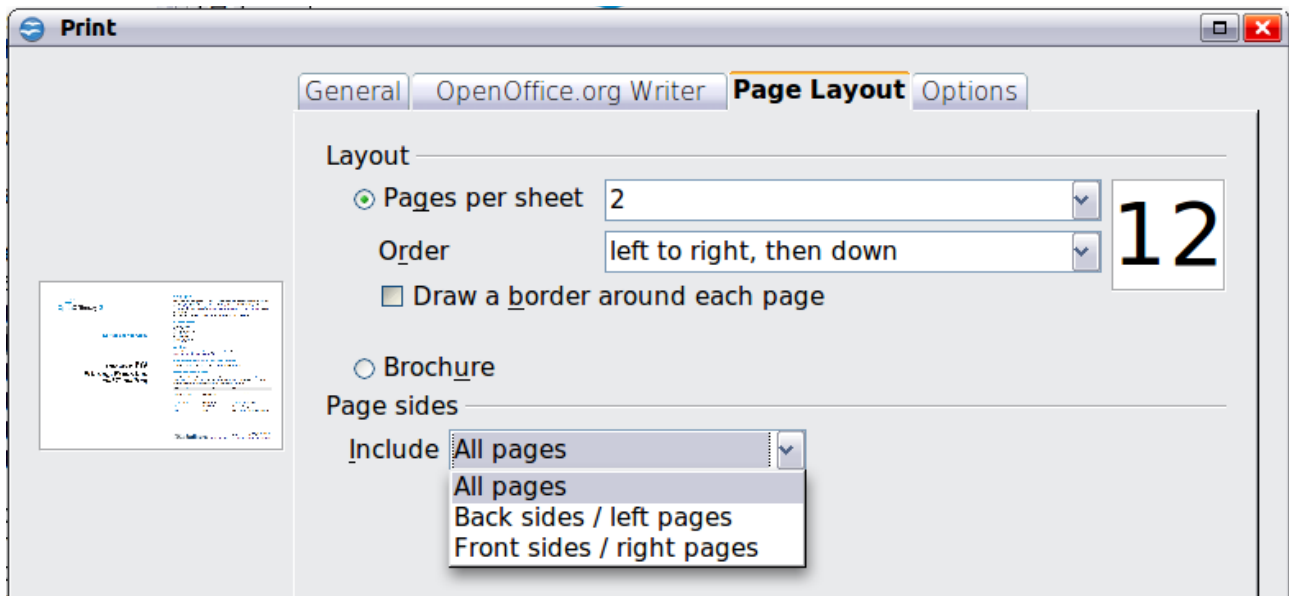 Print
General OpenOffice.org Writer Page Layout Options
Layout
Pages per sheet 2
12
Order left to right, then down
Draw a border around each page
Brochure
Page sides
Include All pages
All pages
Back sides / left pages
Front sides / right pages